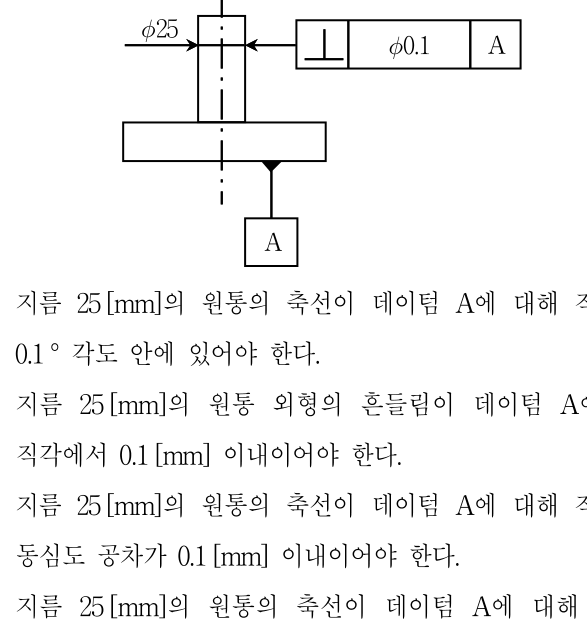 φ25
⊥ φ0.1 A
A
지름 25[mm]의 원통의 축선이 데이텀 A에 대해
0.1° 각도 안에 있어야 한다.
지름 25[mm]의 원통 외형의 흔들림이 데이텀
직각에서 0.1[mm] 이내이어야 한다.
지름 25[mm]의 원통의 축선이 데이텀 A에 대해
동심도 공차가 0.1[mm] 이내이어야 한다.
지름 25[mm]의 원통의 축선이 데이텀 A에 대해